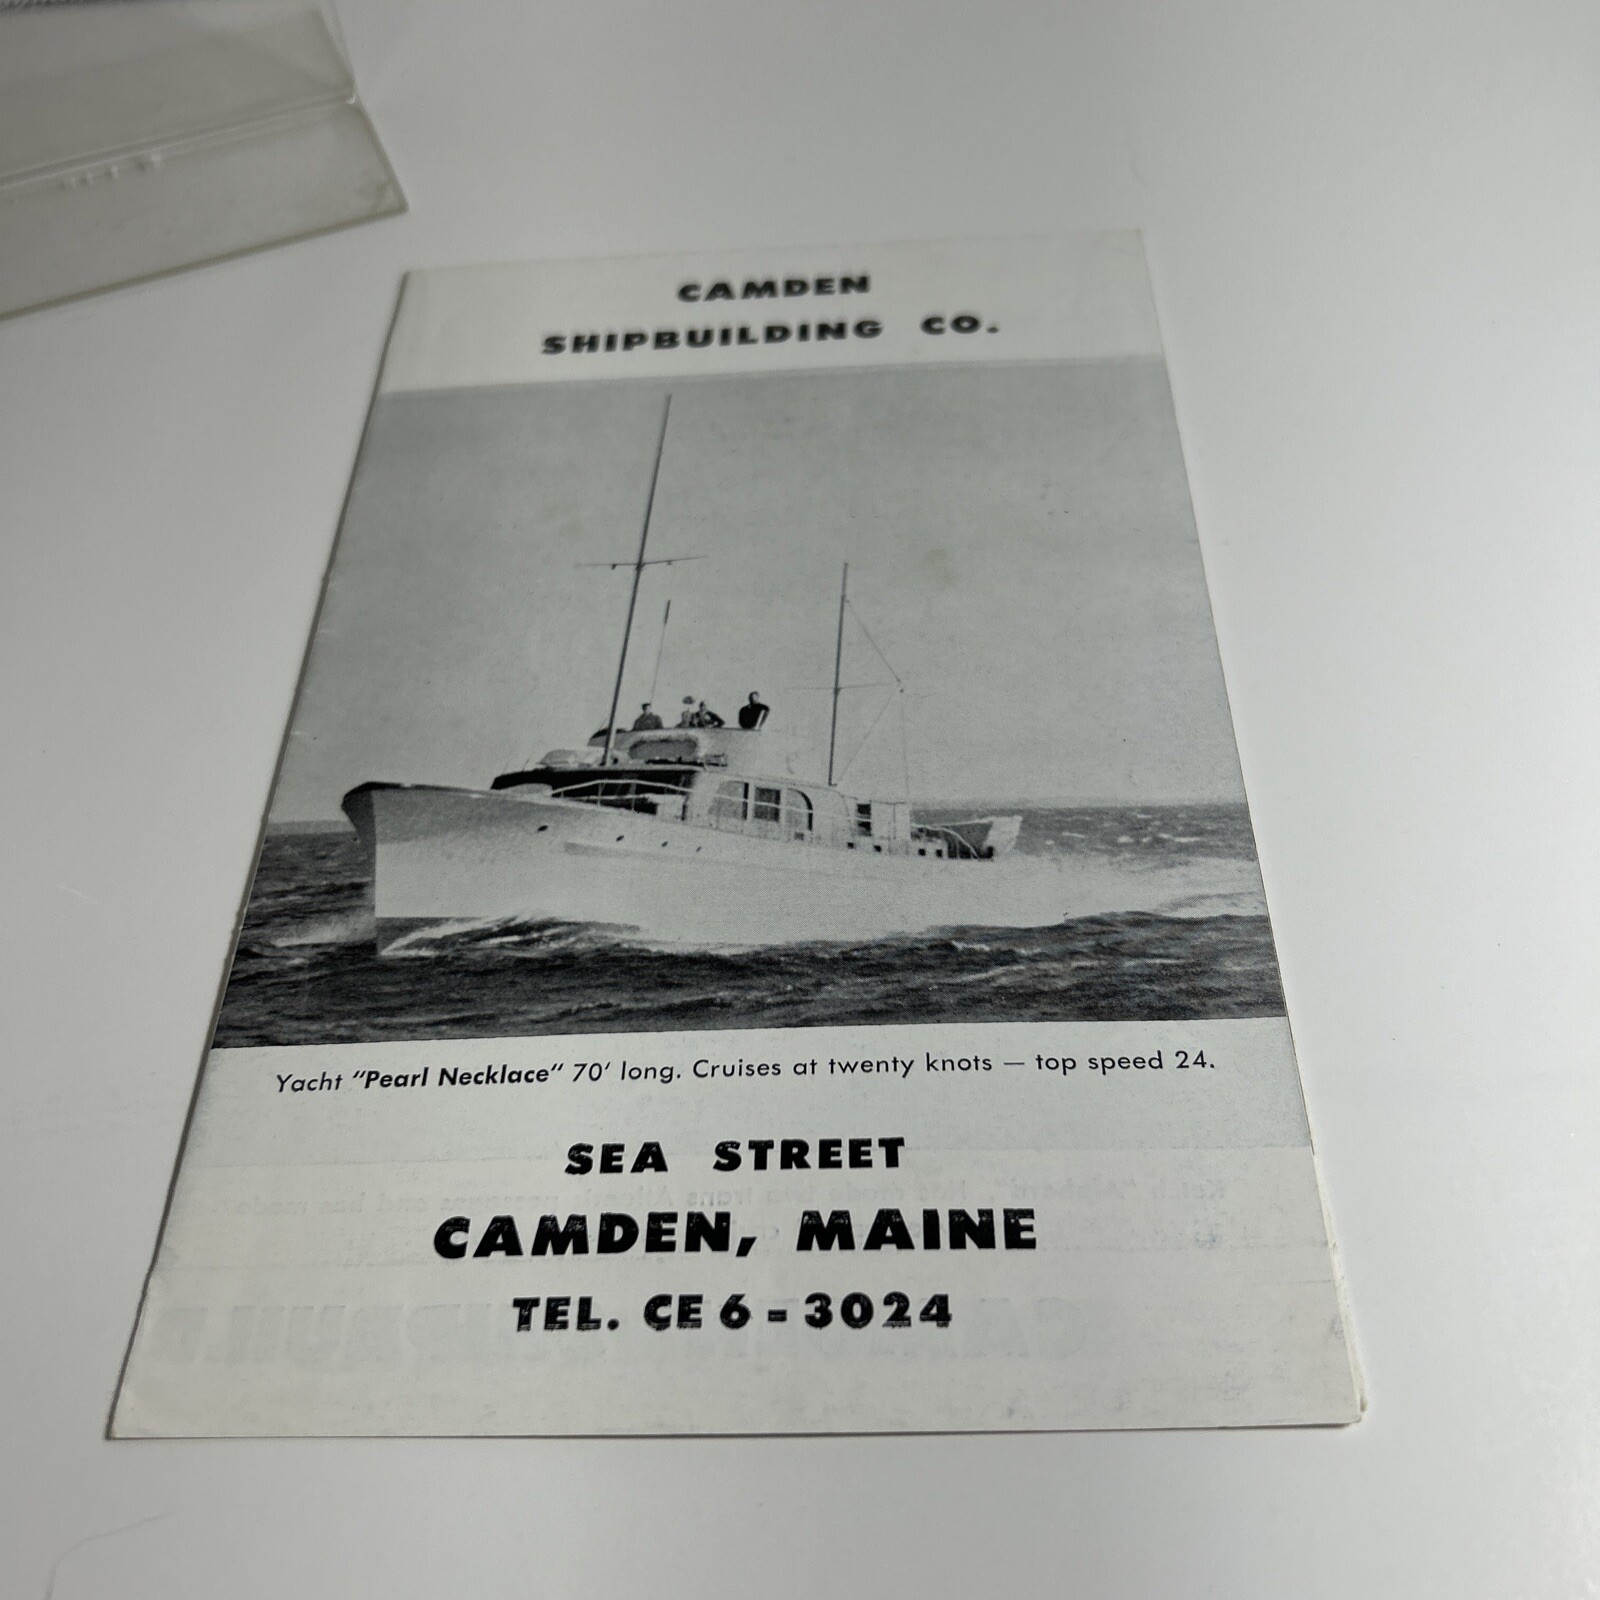 CAMDEN
SHIPBUILDING CO.
Yacht "Pearl Necklace" 70' long. Cruises at twenty knots — top speed 24.
SEA STREET
CAMDEN, MAINE
TEL. CE 6 - 3024